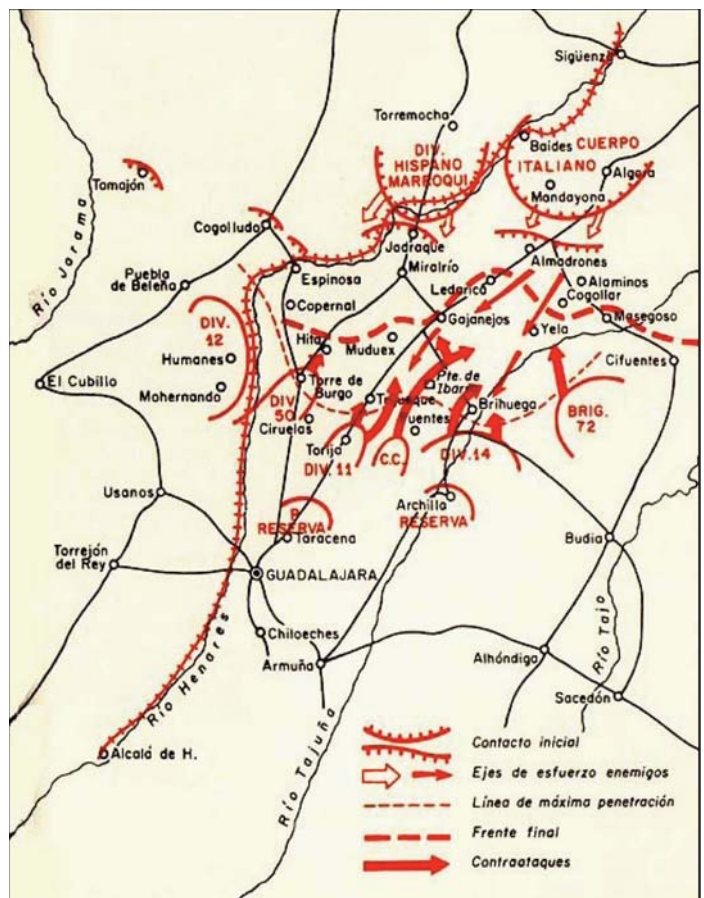 Sigüenza
Torremocha
Baides
CUERPO
ITALIANO
DIV.
HISPANO
MARROQUI
Algora
Mandayona
Tamajón
Río Jarama
Cogolludo
Jadraque
Almadrones
Puebla
de Beleña
Espinosa
Miralrío
Ledanca
Alaminos
Cogollar
Copernal
Gajanejos
Masegoso
DIV.
12
Hita
Muduex
Yela
Humanes
Cifuentes
El Cubillo
Mohernando
Torre de
Burgo
Pte. de
Ibarra
DIV.
50
Trijueque
Brihuega
BRIG.
72
Ciruelas
Fuentes
Torija
DIV. 11
C.C.
DIV. 14
Usanos
Archilla
RESERVA
R.
RESERVA
Taracena
Budia
Torrejón
del Rey
GUADALAJARA
Río Tajo
Chiloeches
Armuña
Alhóndiga
Río Henares
Sacedón
Río Tajuña
Alcalá de H.
Contacto inicial
Ejes de esfuerzo enemigos
Línea de máxima penetración
Frente final
Contraataques